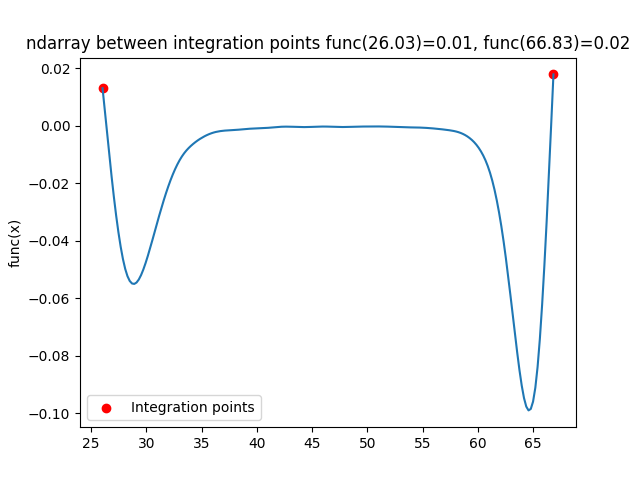 ndarray between integration points func(26.03)=0.01, func(66.83)=0.02
0.02
0.00
−0.02
−0.04
−0.06
−0.08
−0.10
func(x)
Integration points
25 30 35 40 45 50 55 60 65